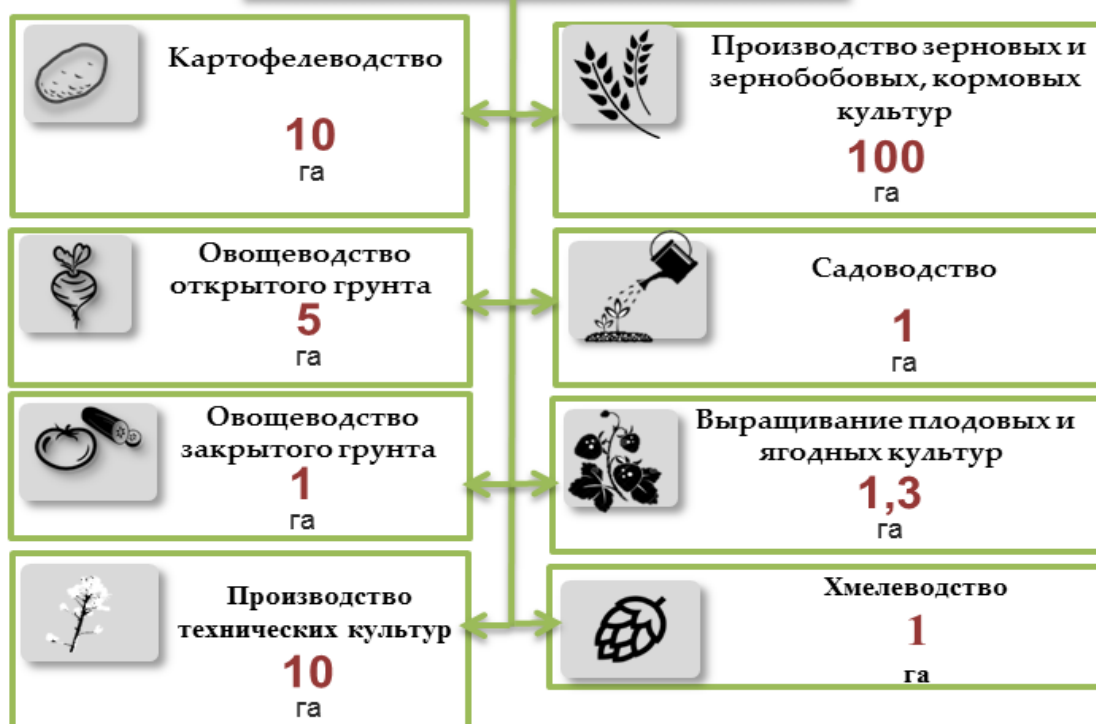 Картофелеводство
10
га
Производство зерновых и
зернобобовых, кормовых
культур
100
га
Овощеводство
открытого грунта
5
га
Садоводство
1
га
Овощеводство
закрытого грунта
1
га
Выращивание плодовых и
ягодных культур
1,3
га
Производство
технических культур
10
га
Хмелеводство
1
га